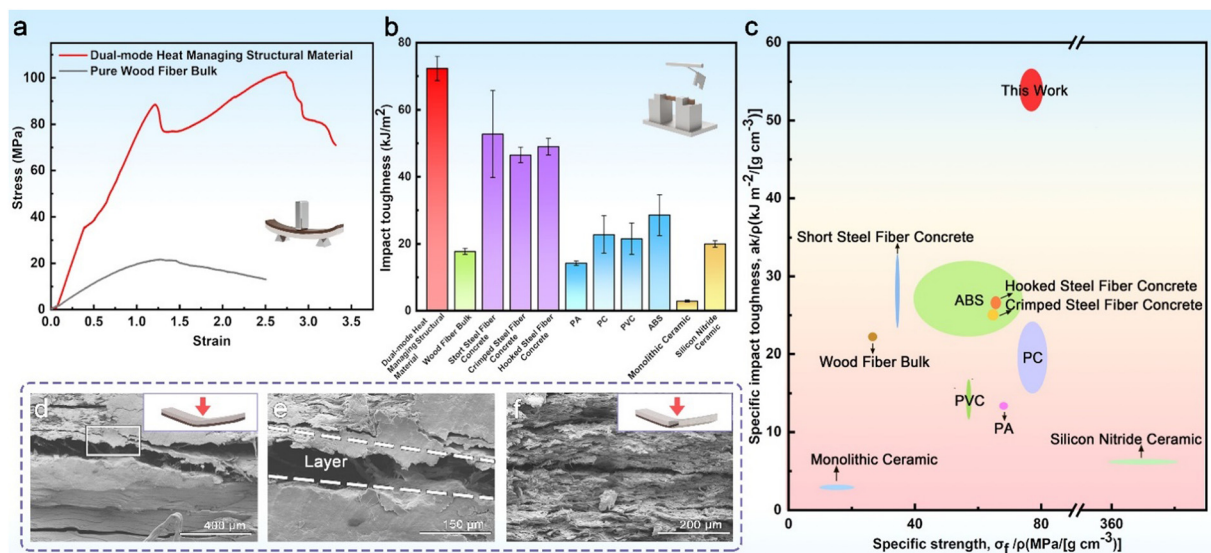 a
Dual-mode Heat Managing Structural Material
Pure Wood Fiber Bulk
Stress (MPa)
100
80
60
40
20
0
0.0
0.5
1.0
1.5
2.0
2.5
3.0
3.5
Strain
b
Impact toughness (kJ/m²)
80
60
40
20
0
Dual-mode Heat
Managing Structural
Material
Wood Fiber Bulk
Stort Steel Fiber
Concrete
Crimped Steel Fiber
Concrete
Hooked Steel Fiber
Concrete
PA
PC
PVC
ABS
Monolithic Ceramic
Silicon Nitride
Ceramic
c
Specific impact toughness, ak/ρ(kJ m⁻²/[g cm⁻³)]
60
50
40
30
20
10
0
This Work
Short Steel Fiber Concrete
ABS
Hooked Steel Fiber Concrete
Crimped Steel Fiber Concrete
Wood Fiber Bulk
PC
PVC
PA
Silicon Nitride Ceramic
Monolithic Ceramic
0
40
80
360
Specific strength, σf /ρ(MPa/[g cm⁻³)]
d
400 µm
e
Layer
150 µm
f
200 µm